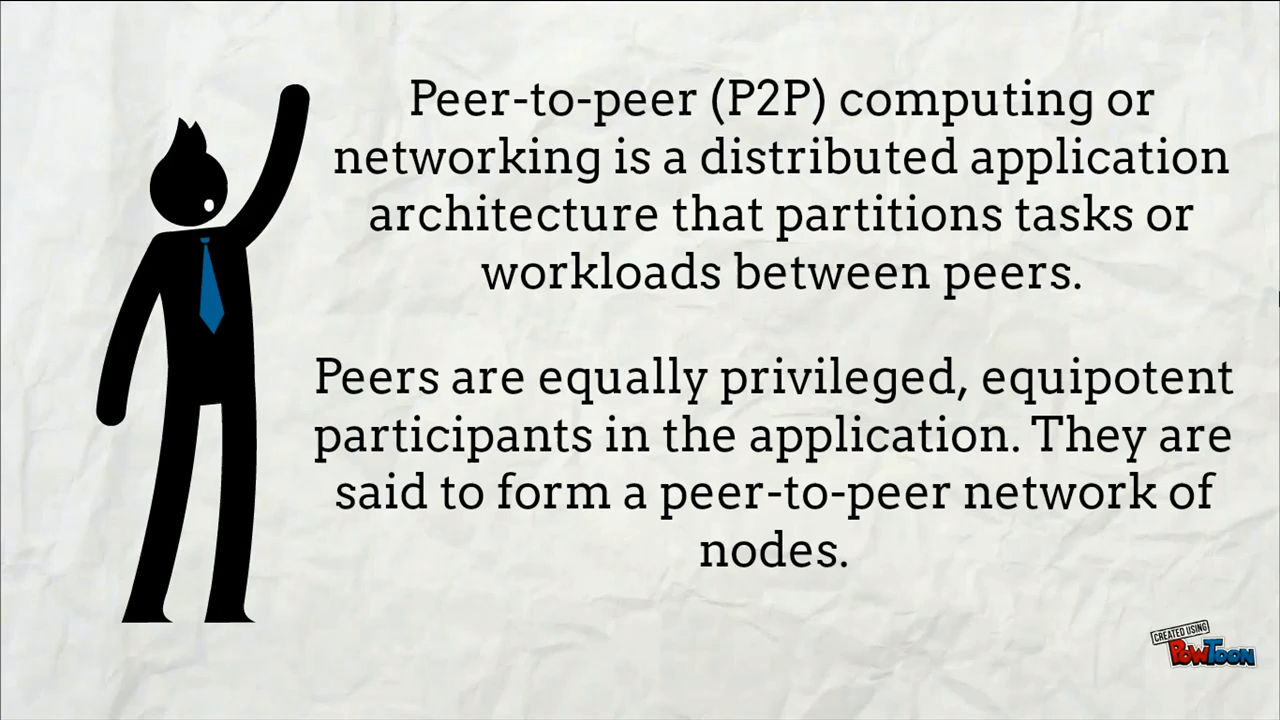 Peer-to-peer (P2P) computing or
networking is a distributed application
architecture that partitions tasks or
workloads between peers.
Peers are equally privileged, equipotent
participants in the application. They are
said to form a peer-to-peer network of
nodes.
CREATED USING
POWTOON